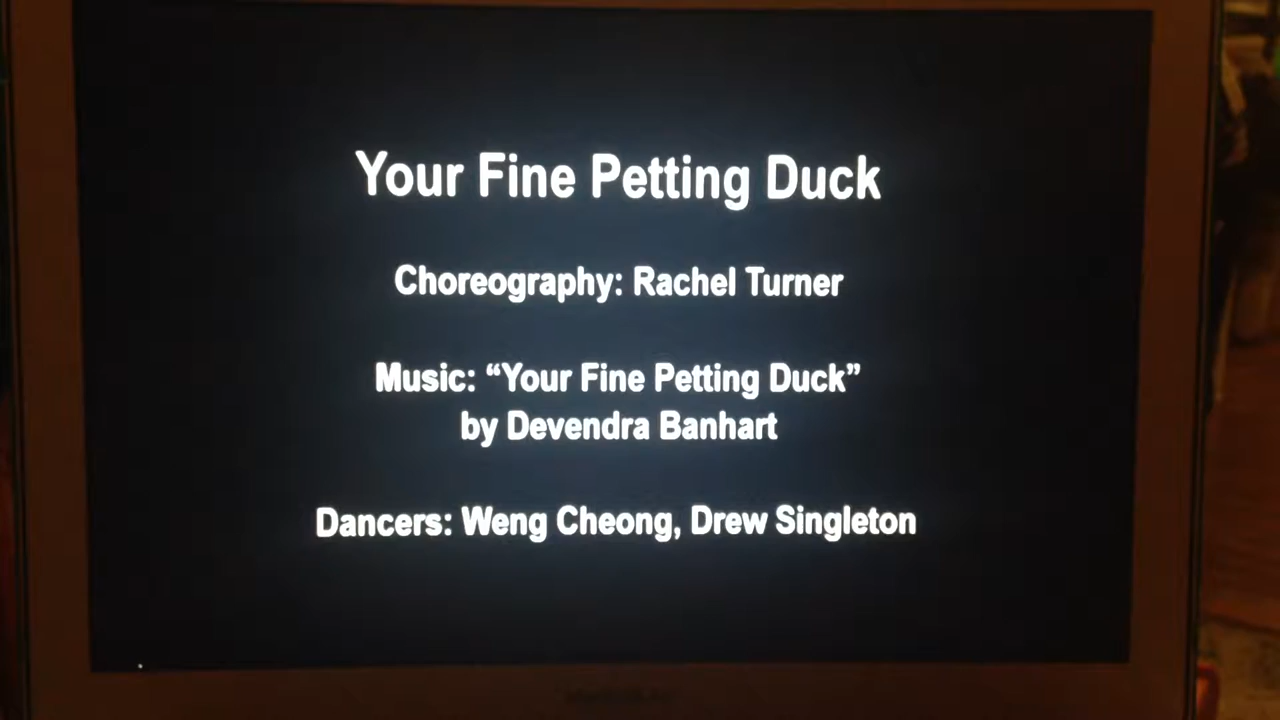 Your Fine Petting Duck
Choreography: Rachel Turner
Music: “Your Fine Petting Duck”
by Devendra Banhart
Dancers: Weng Cheong, Drew Singleton